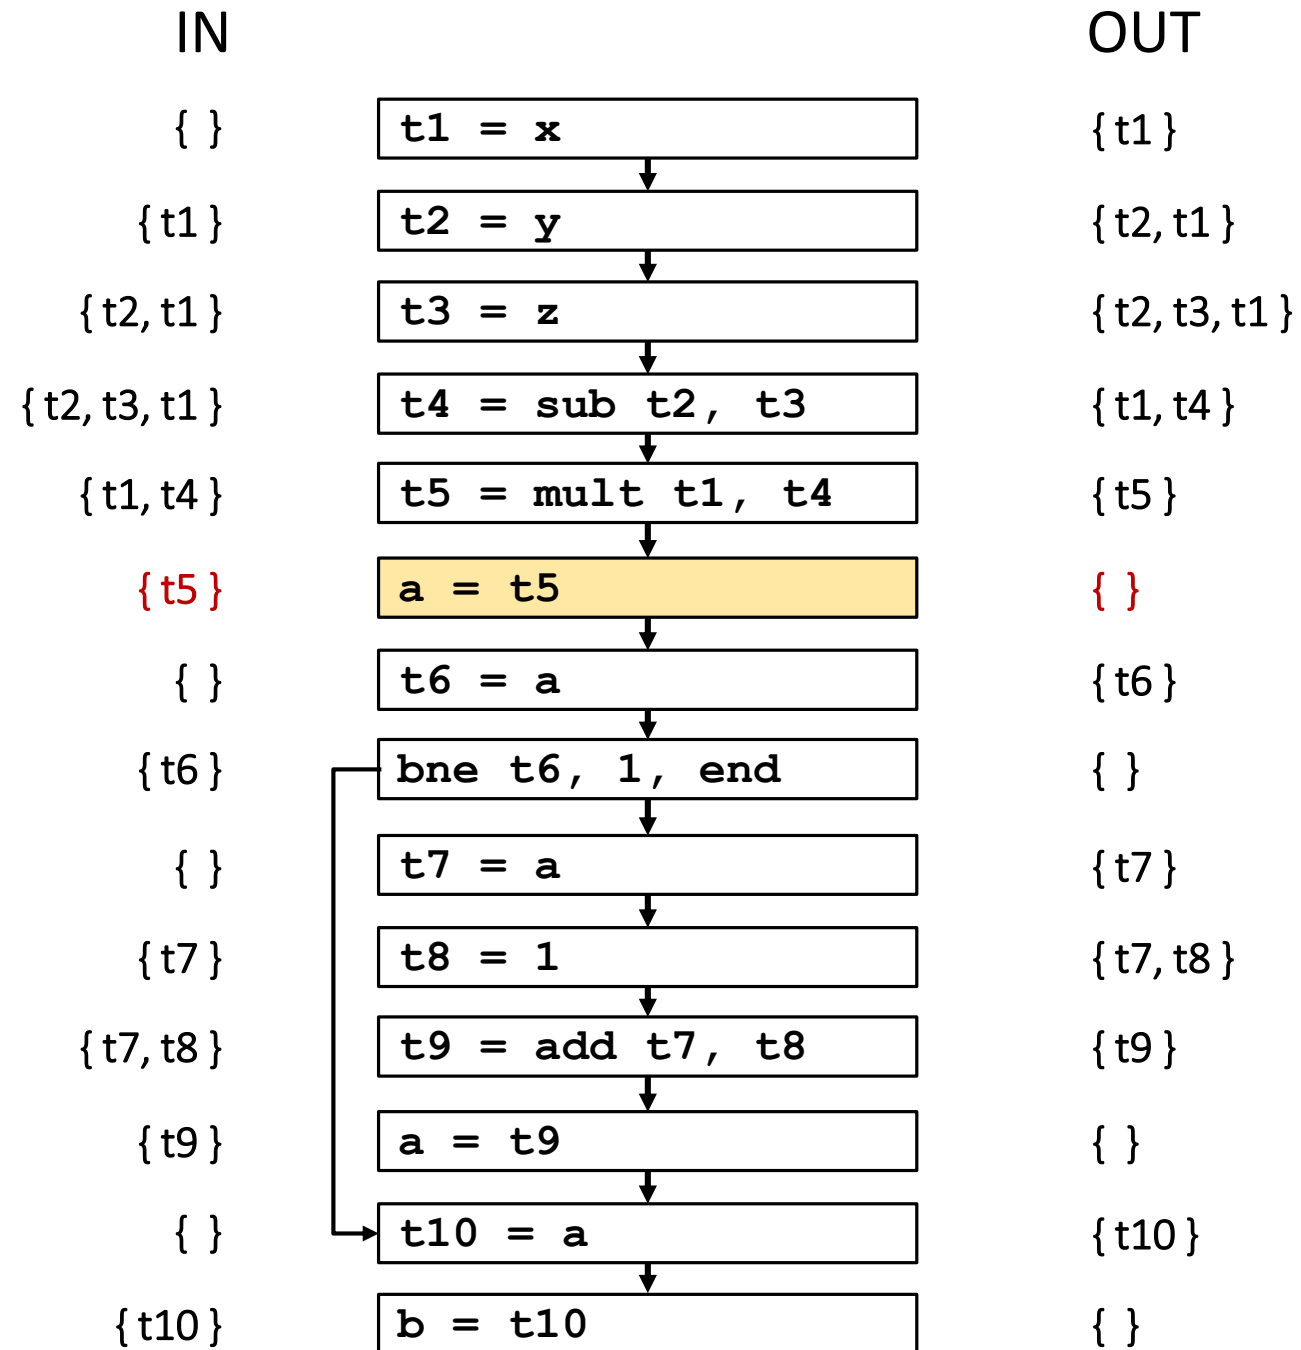 IN OUT
{ } t1 = x { t1 }
{ t1 } t2 = y { t2, t1 }
{ t2, t1 } t3 = z { t2, t3, t1 }
{ t2, t3, t1 } t4 = sub t2, t3 { t1, t4 }
{ t1, t4 } t5 = mult t1, t4 { t5 }
{ t5 } a = t5 { }
{ } t6 = a { t6 }
{ t6 } bne t6, 1, end { }
{ } t7 = a { t7 }
{ t7 } t8 = 1 { t7, t8 }
{ t7, t8 } t9 = add t7, t8 { t9 }
{ t9 } a = t9 { }
{ } t10 = a { t10 }
{ t10 } b = t10 { }